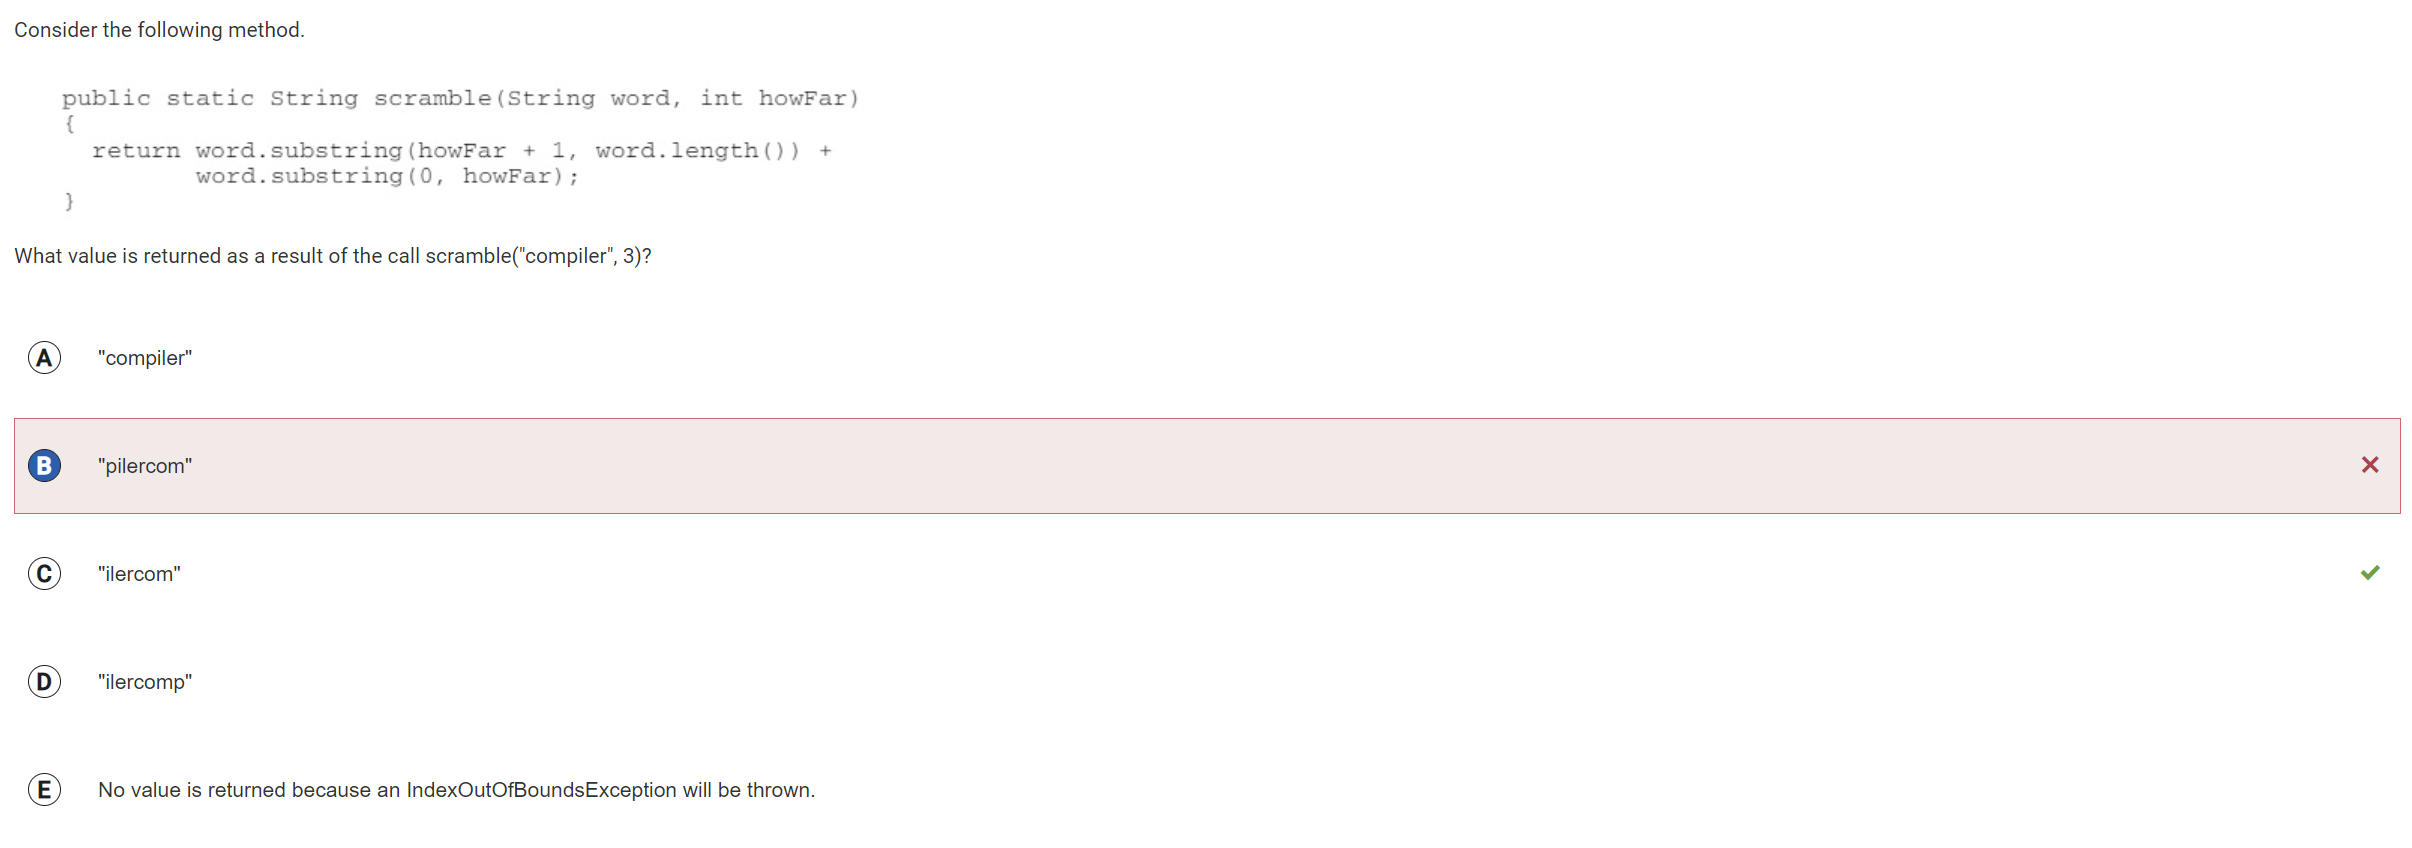 Consider the following method.
public static String scramble(String word, int howFar)
{
return word.substring(howFar + 1, word.length()) +
word.substring(0, howFar);
}
What value is returned as a result of the call scramble("compiler", 3)?
A "compiler"
B "pilercom"
C "ilercom"
D "ilercomp"
E No value is returned because an IndexOutOfBoundsException will be thrown.